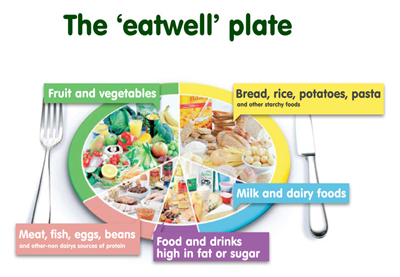 The ‘eatwell’ plate
Fruit and vegetables
Bread, rice, potatoes, pasta
and other starchy foods
Milk and dairy foods
Meat, fish, eggs, beans
and other-non dairys sources of protein
Food and drinks
high in fat or sugar